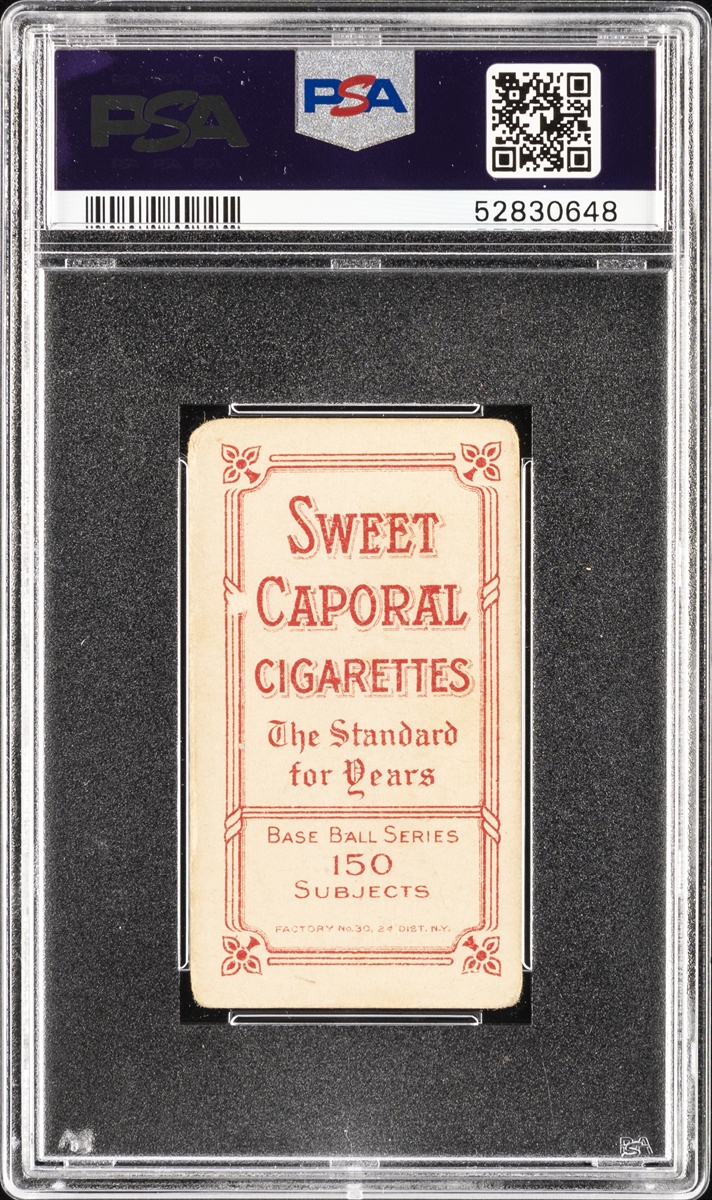 PSA
PSA
52830648
SWEET
CAPORAL
CIGARETTES
The Standard
for Years
BASE BALL SERIES
150
SUBJECTS
FACTORY No. 30, 2d DIST. N.Y.
PSA